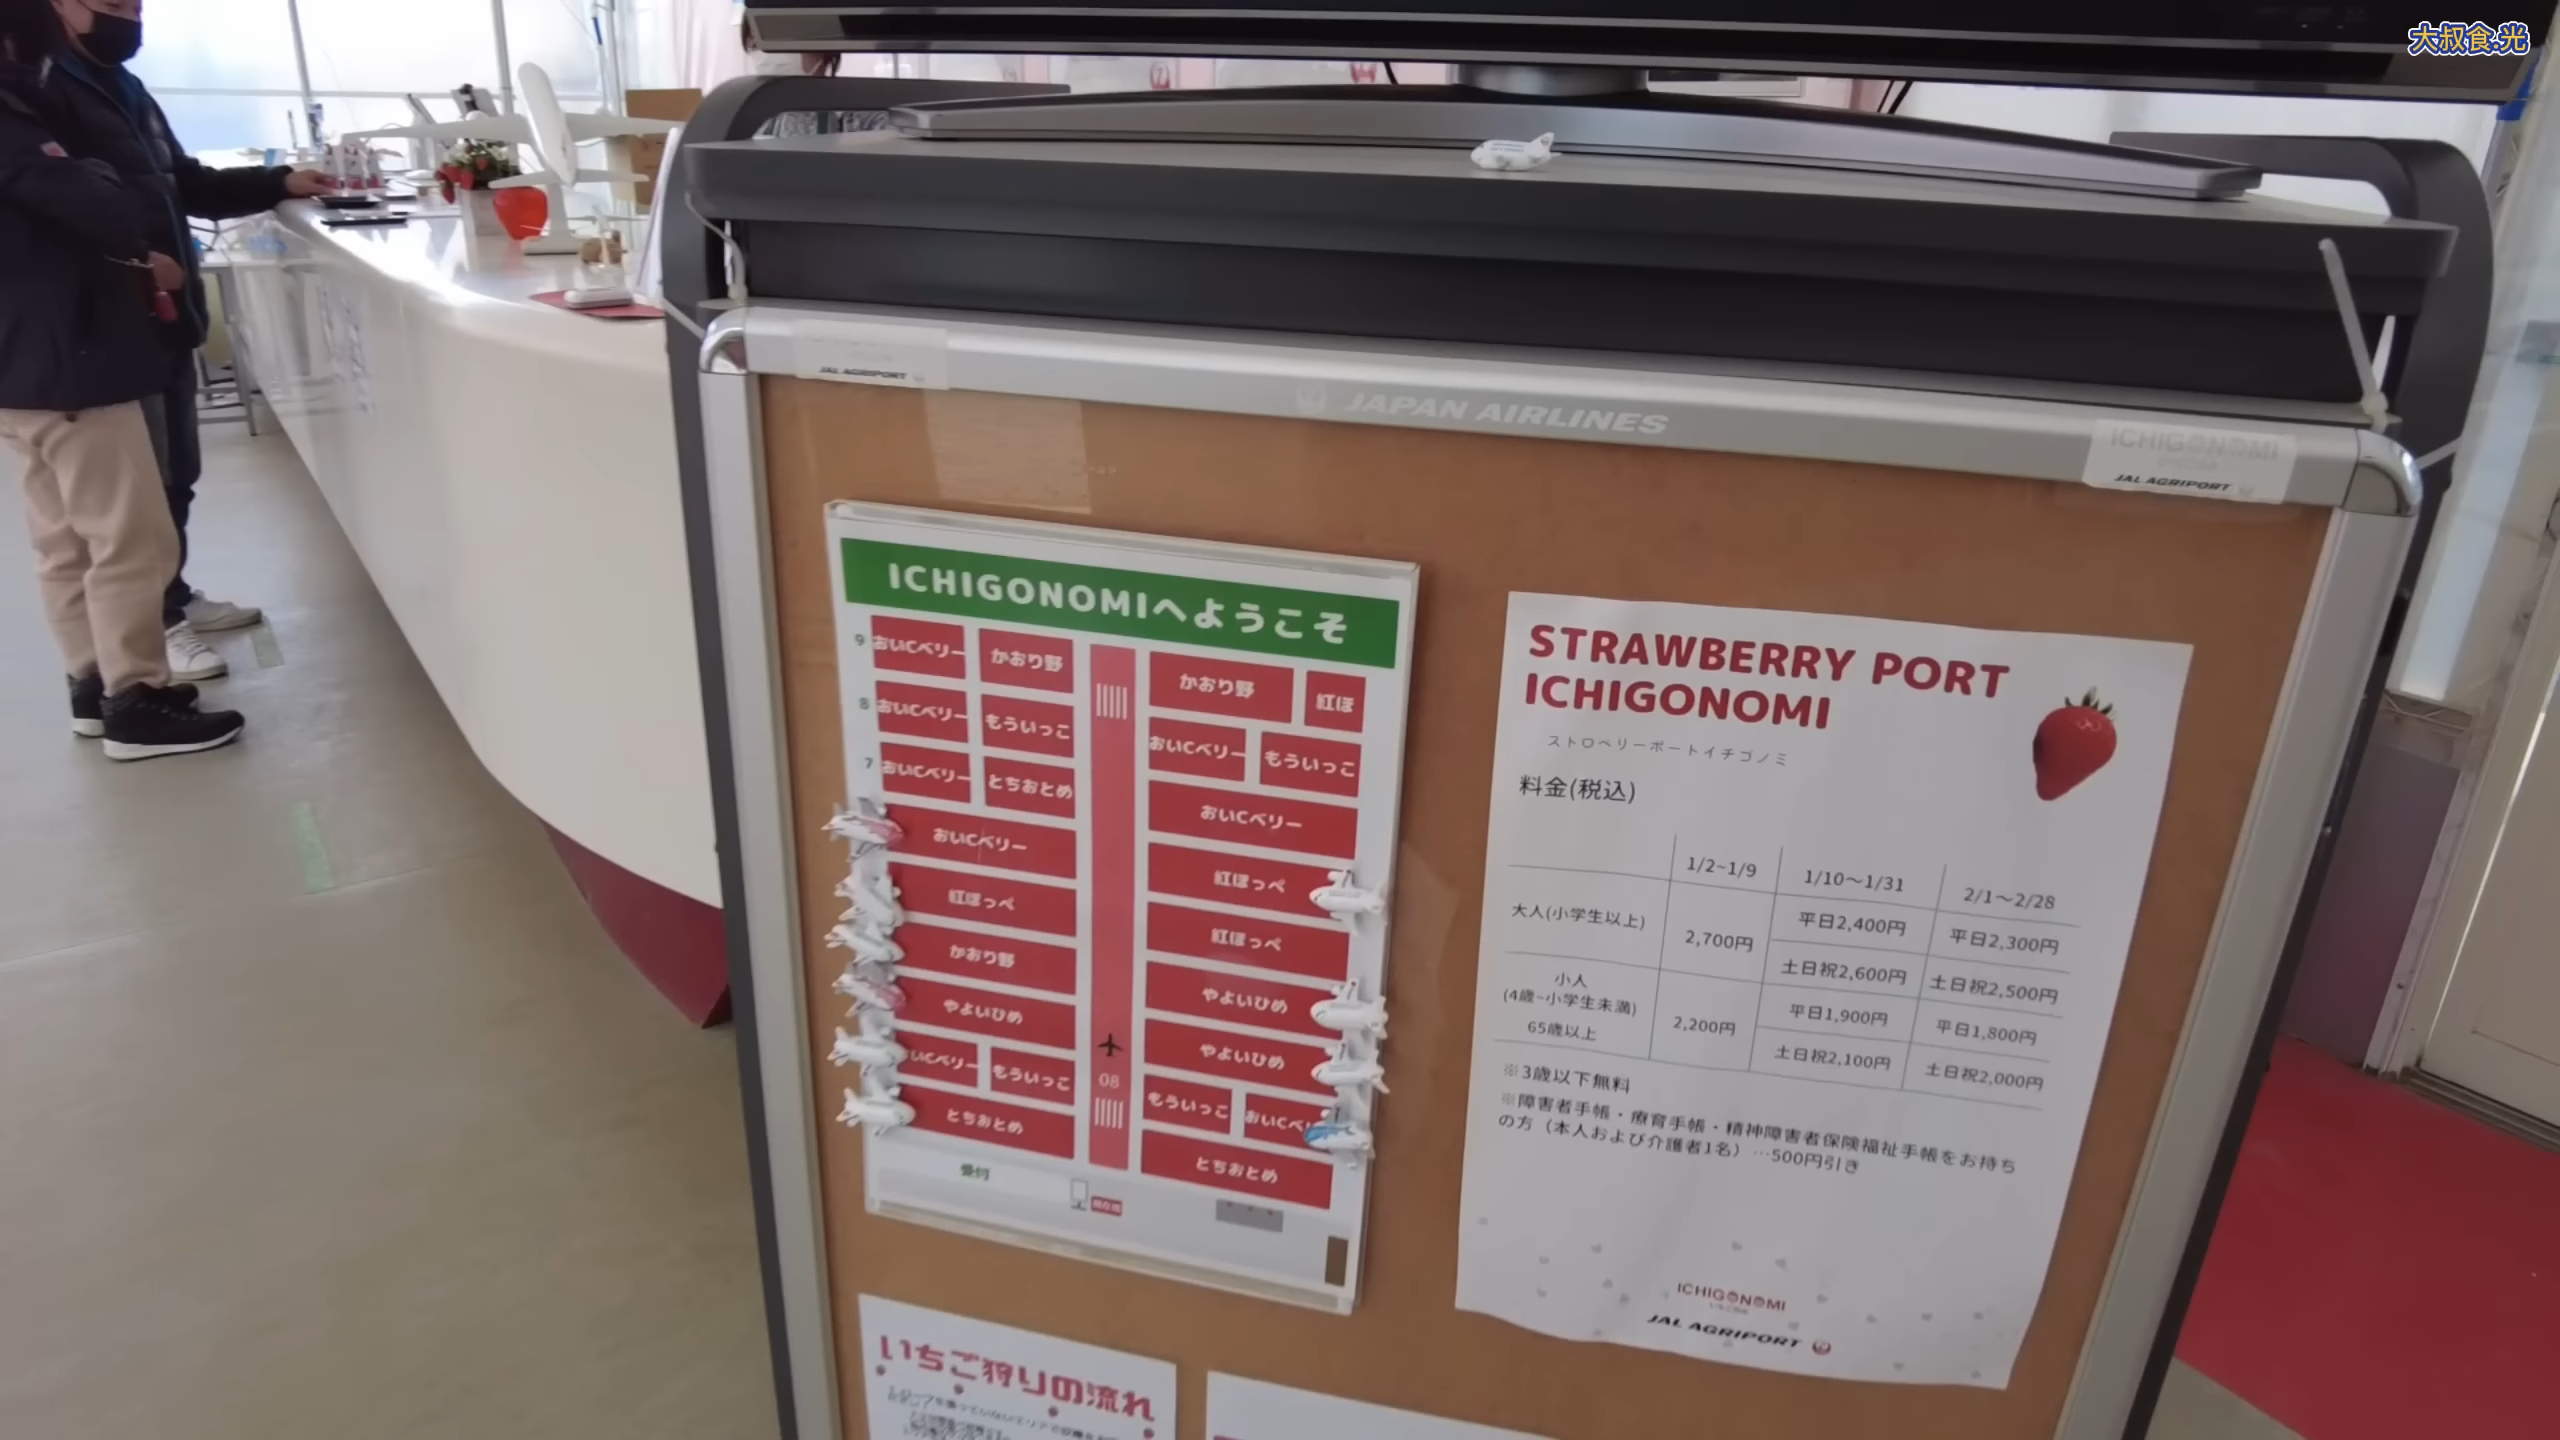 大叔食.光
JAL AGRIPORT
JAPAN AIRLINES
ICHIGONOMI
JAL AGRIPORT
ICHIGONOMIへようこそ
9 おいCベリー かおり野 かおり野 紅ほ
8 おいCベリー もういっこ おいCベリー もういっこ
7 おいCベリー とちおとめ おいCベリー
おいCベリー 紅ほっぺ
紅ほっぺ 紅ほっぺ
かおり野 やよいひめ
やよいひめ やよいひめ
いCベリー もういっこ もういっこ おいCベリ
08
とちおとめ とちおとめ
受付
STRAWBERRY PORT
ICHIGONOMI
ストロベリーポートイチゴノミ
料金(税込)
1/2~1/9 1/10〜1/31 2/1〜2/28
大人(小学生以上) 2,700円 平日2,400円 平日2,300円
土日祝2,600円 土日祝2,500円
小人
(4歳~小学生未満)
65歳以上
2,200円 平日1,900円 平日1,800円
土日祝2,100円 土日祝2,000円
※3歳以下無料
※障害者手帳・療育手帳・精神障害者保険福祉手帳をお持ち
の方（本人および介護者1名）…500円引き
ICHIGONOMI
JAL AGRIPORT
いちご狩りの流れ